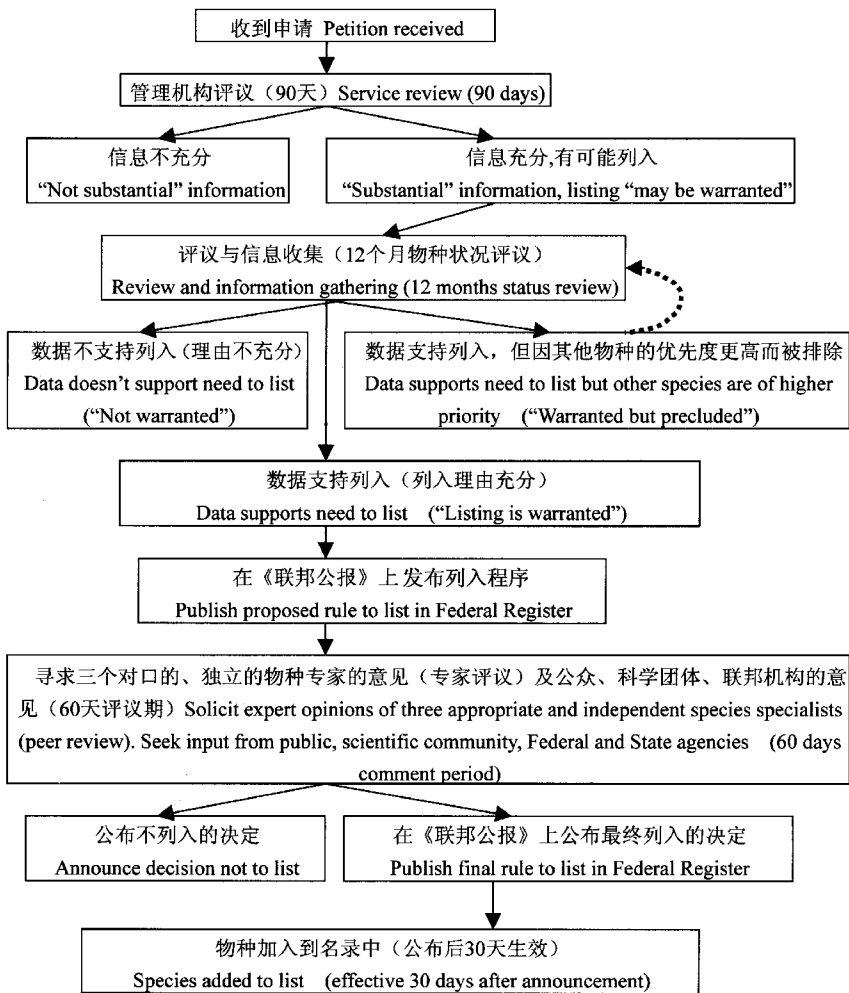 收到申请 Petition received
管理机构评议（90天）Service review (90 days)
信息不充分
“Not substantial” information
信息充分,有可能列入
“Substantial” information, listing “may be warranted”
评议与信息收集（12个月物种状况评议）
Review and information gathering (12 months status review)
数据不支持列入（理由不充分）
Data doesn’t support need to list
(“Not warranted”)
数据支持列入，但因其他物种的优先度更高而被排除
Data supports need to list but other species are of higher
priority (“Warranted but precluded”)
数据支持列入（列入理由充分）
Data supports need to list (“Listing is warranted”)
在《联邦公报》上发布列入程序
Publish proposed rule to list in Federal Register
寻求三个对口的、独立的物种专家的意见（专家评议）及公众、科学团体、联邦机构的意
见（60天评议期）Solicit expert opinions of three appropriate and independent species specialists
(peer review). Seek input from public, scientific community, Federal and State agencies (60 days
comment period)
公布不列入的决定
Announce decision not to list
在《联邦公报》上公布最终列入的决定
Publish final rule to list in Federal Register
物种加入到名录中（公布后30天生效）
Species added to list (effective 30 days after announcement)